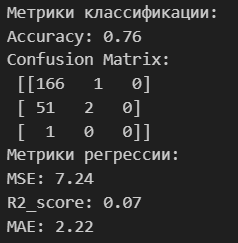 Метрики классификации:
Accuracy: 0.76
Confusion Matrix:
[[166 1 0]
[ 51 2 0]
[ 1 0 0]]
Метрики регрессии:
MSE: 7.24
R2_score: 0.07
MAE: 2.22